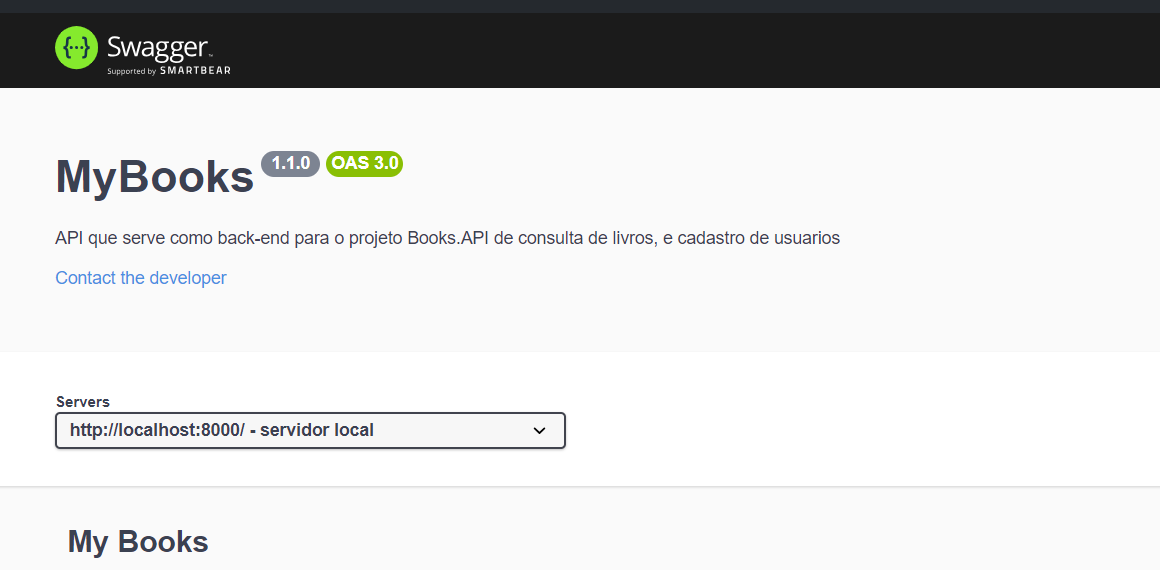 {···} Swagger™
Supported by SMARTBEAR
MyBooks 1.1.0 OAS 3.0
API que serve como back-end para o projeto Books.API de consulta de livros, e cadastro de usuarios
Contact the developer
Servers
http://localhost:8000/ - servidor local
My Books